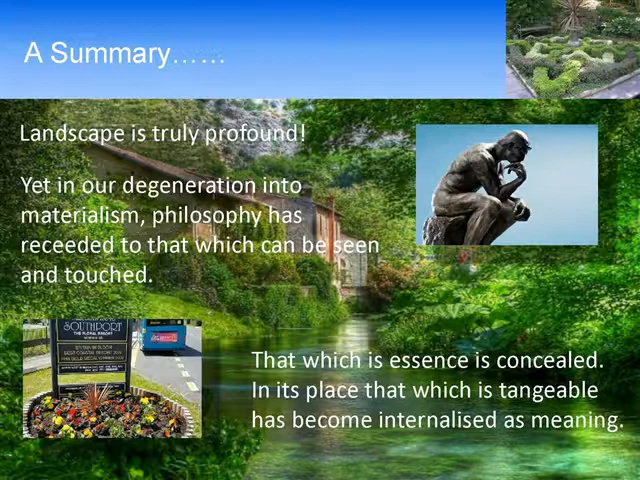 A Summary……
Landscape is truly profound!
Yet in our degeneration into
materialism, philosophy has
receeded to that which can be seen
and touched.
SOUTHPORT
THE FLORAL RESORT
That which is essence is concealed.
In its place that which is tangeable
has become internalised as meaning.